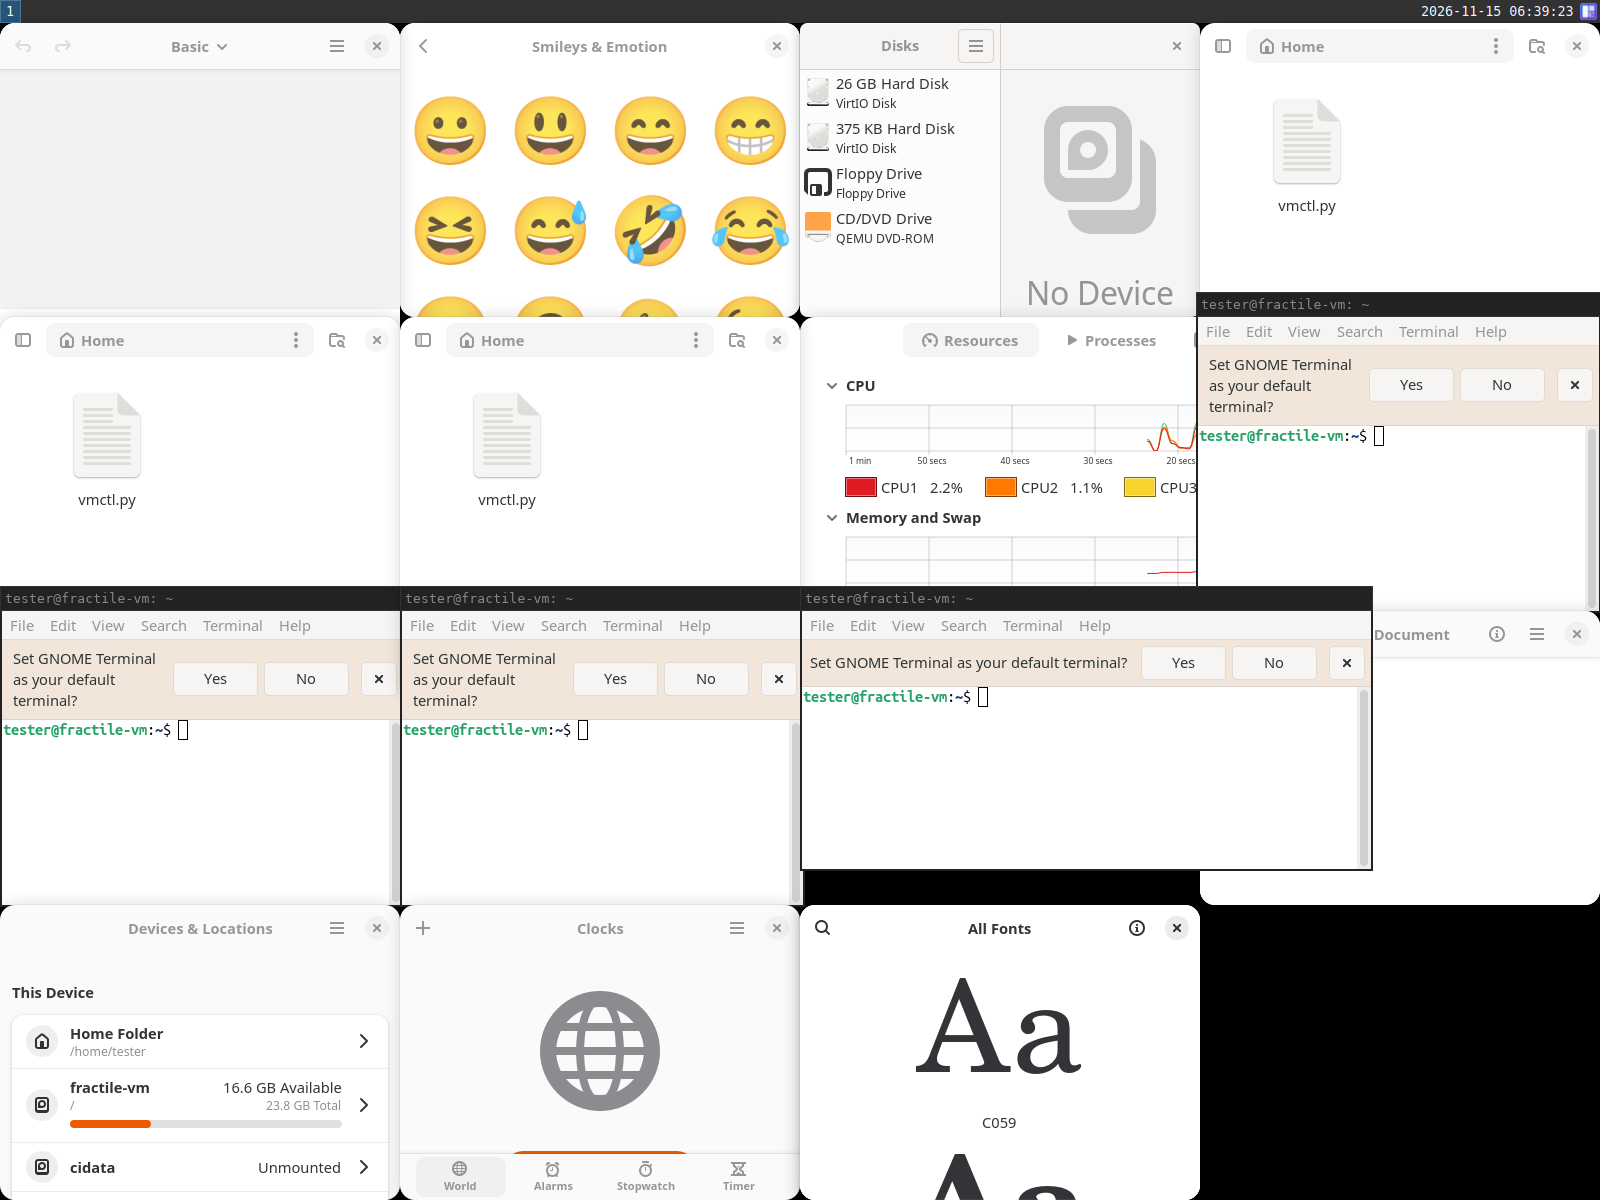 1
2026-11-15 06:39:23
Basic
Smileys & Emotion
Disks
26 GB Hard Disk
VirtIO Disk
375 KB Hard Disk
VirtIO Disk
Floppy Drive
Floppy Drive
CD/DVD Drive
QEMU DVD-ROM
No Device
Home
vmctl.py
Home
vmctl.py
Home
vmctl.py
Resources
Processes
CPU
1 min 50 secs 40 secs 30 secs 20 secs
CPU1 2.2% CPU2 1.1% CPU3
Memory and Swap
tester@fractile-vm: ~
File Edit View Search Terminal Help
Set GNOME Terminal
as your default
terminal?
Yes No
tester@fractile-vm:~$
tester@fractile-vm: ~
File Edit View Search Terminal Help
Set GNOME Terminal
as your default
terminal?
Yes No
tester@fractile-vm:~$
tester@fractile-vm: ~
File Edit View Search Terminal Help
Set GNOME Terminal
as your default
terminal?
Yes No
tester@fractile-vm:~$
tester@fractile-vm: ~
File Edit View Search Terminal Help
Set GNOME Terminal as your default terminal? Yes No
tester@fractile-vm:~$
Document
Devices & Locations
This Device
Home Folder
/home/tester
fractile-vm 16.6 GB Available
/ 23.8 GB Total
cidata Unmounted
Clocks
World Alarms Stopwatch Timer
All Fonts
Aa
C059
Aa